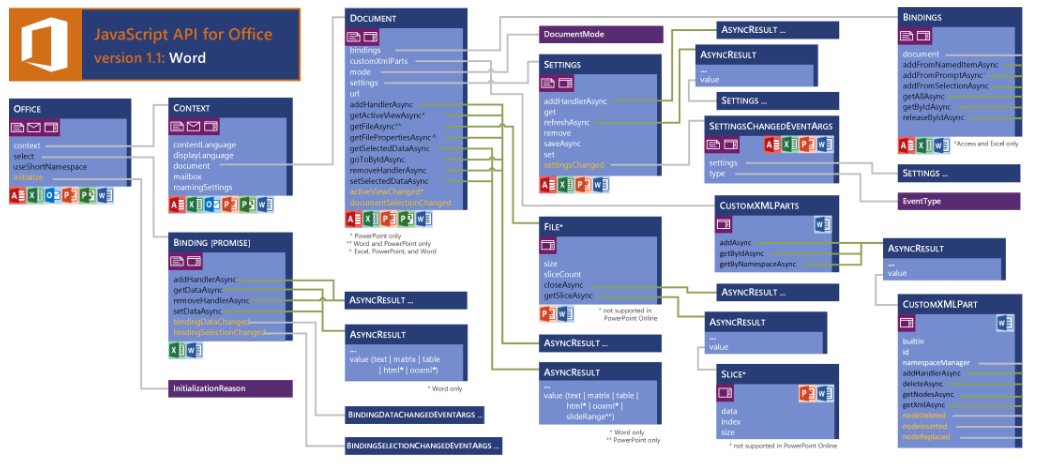 JavaScript API for Office
version 1.1: Word
OFFICE
context
select
useShortNamespace
initialize
CONTEXT
contentLanguage
displayLanguage
document
mailbox
roamingSettings
BINDING [PROMISE]
addHandlerAsync
getDataAsync
removeHandlerAsync
setDataAsync
bindingDataChanged
bindingSelectionChanged
InitializationReason
DOCUMENT
bindings
customXmlParts
mode
settings
url
addHandlerAsync
getActiveViewAsync*
getFileAsync**
getFilePropertiesAsync^
getSelectedDataAsync
goToByIdAsync
removeHandlerAsync
setSelectedDataAsync
activeViewChanged*
documentSelectionChanged
* PowerPoint only
** Word and PowerPoint only
^ Excel, PowerPoint, and Word
ASYNCRESULT ...
ASYNCRESULT
...
value (text | matrix | table
| html* | ooxml*)
* Word only
BINDINGDATACHANGEDEVENTARGS ...
BINDINGSELECTIONCHANGEDEVENTARGS ...
DocumentMode
SETTINGS
addHandlerAsync
get
refreshAsync
remove
saveAsync
set
settingsChanged
FILE*
size
sliceCount
closeAsync
getSliceAsync
* not supported in
PowerPoint Online
ASYNCRESULT ...
ASYNCRESULT
...
value (text | matrix | table |
html* | ooxml* |
slideRange**)
* Word only
** PowerPoint only
ASYNCRESULT ...
ASYNCRESULT
...
value
SETTINGS ...
SETTINGSCHANGEDEVENTARGS
settings
type
CUSTOMXMLPARTS
addAsync
getByIdAsync
getByNamespaceAsync
ASYNCRESULT ...
ASYNCRESULT
...
value
SLICE*
data
index
size
* not supported in PowerPoint Online
BINDINGS
document
addFromNamedItemAsync
addFromPromptAsync*
addFromSelectionAsync
getAllAsync
getByIdAsync
releaseByIdAsync
*Access and Excel only
SETTINGS ...
EventType
ASYNCRESULT
...
value
CUSTOMXMLPART
builtIn
id
namespaceManager
addHandlerAsync
deleteAsync
getNodesAsync
getXmlAsync
nodeDeleted
nodeInserted
nodeReplaced